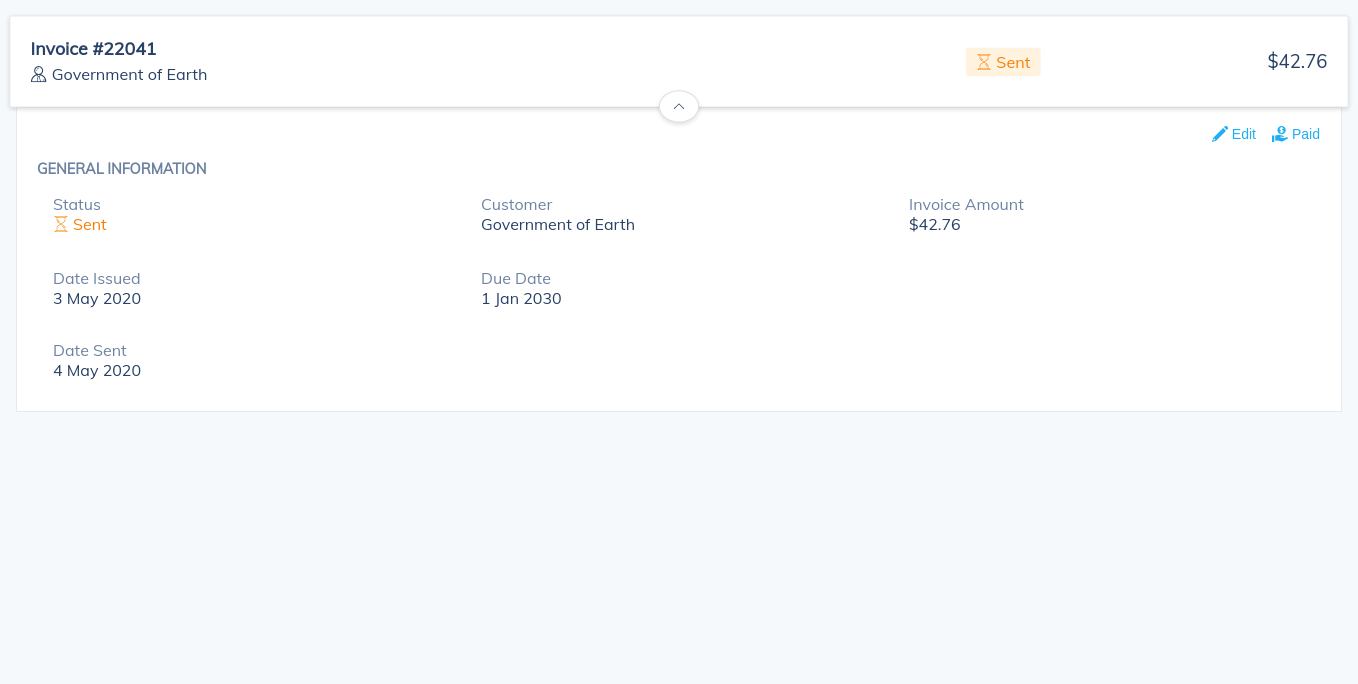 Invoice #22041
Government of Earth
Sent
$42.76
Edit
Paid
GENERAL INFORMATION
Status
Sent
Customer
Government of Earth
Invoice Amount
$42.76
Date Issued
3 May 2020
Due Date
1 Jan 2030
Date Sent
4 May 2020